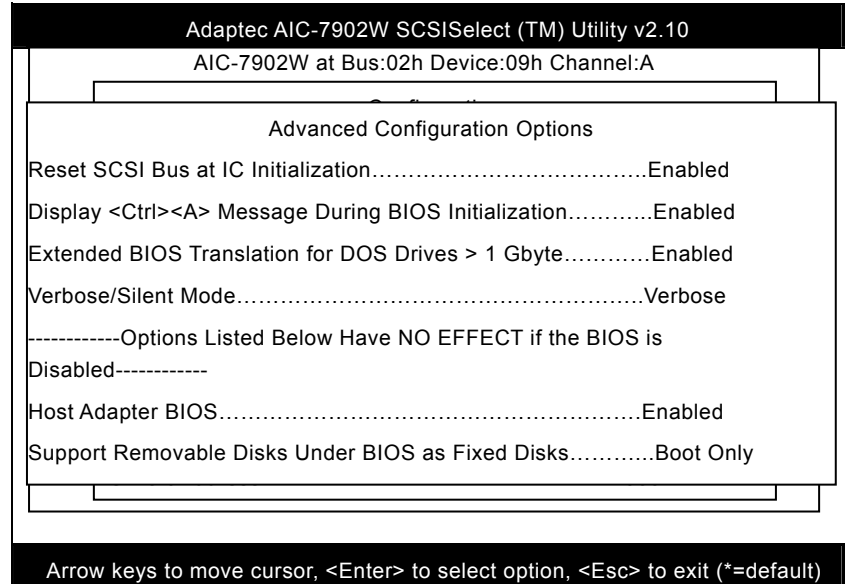 Adaptec AIC-7902W SCSISelect (TM) Utility v2.10
AIC-7902W at Bus:02h Device:09h Channel:A
Advanced Configuration Options
Reset SCSI Bus at IC Initialization…………………………………..Enabled
Display <Ctrl><A> Message During BIOS Initialization………...Enabled
Extended BIOS Translation for DOS Drives > 1 Gbyte…………Enabled
Verbose/Silent Mode…………………………………………………..Verbose
------------Options Listed Below Have NO EFFECT if the BIOS is
Disabled------------
Host Adapter BIOS…………………………………………………….Enabled
Support Removable Disks Under BIOS as Fixed Disks………...Boot Only
Arrow keys to move cursor, <Enter> to select option, <Esc> to exit (*=default)